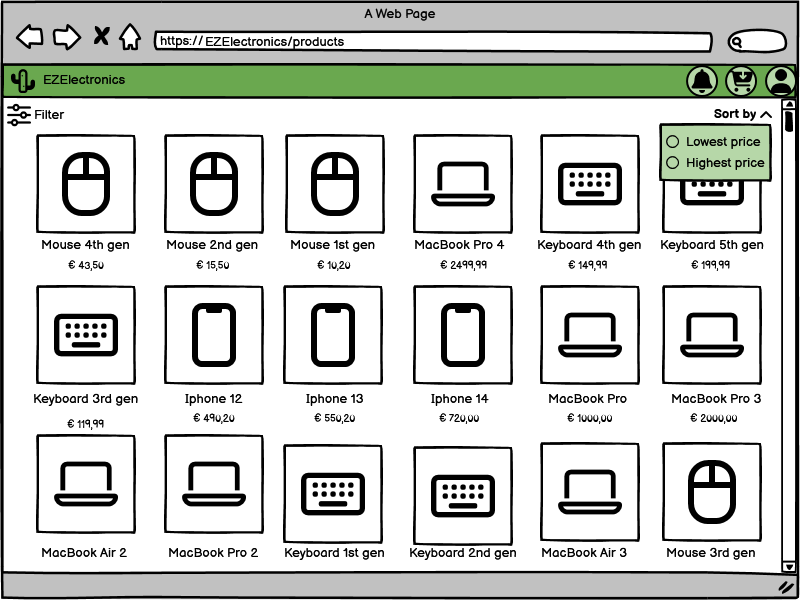 A Web Page
https:// EZElectronics/products
EZElectronics
Filter
Sort by
Lowest price
Highest price
Mouse 4th gen
Mouse 2nd gen
Mouse 1st gen
MacBook Pro 4
Keyboard 4th gen
Keyboard 5th gen
€ 43,50
€ 15,50
€ 10,20
€ 2499,99
€ 149,99
€ 199,99
Keyboard 3rd gen
Iphone 12
Iphone 13
Iphone 14
MacBook Pro
MacBook Pro 3
€ 119,99
€ 490,20
€ 550,20
€ 720,00
€ 1000,00
€ 2000,00
MacBook Air 2
MacBook Pro 2
Keyboard 1st gen
Keyboard 2nd gen
MacBook Air 3
Mouse 3rd gen